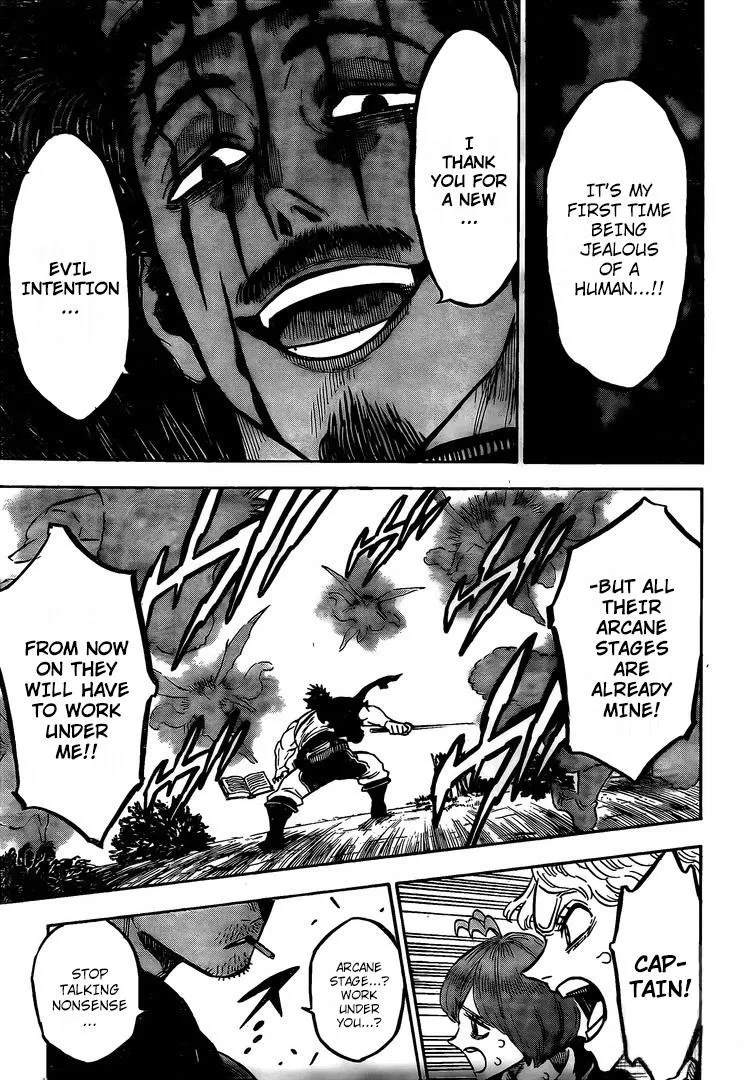 IT'S MY
FIRST TIME
BEING
JEALOUS
OF A
HUMAN...!!
I
THANK
YOU FOR
A NEW
...
EVIL
INTENTION
...
-BUT ALL
THEIR
ARCANE
STAGES
ARE
ALREADY
MINE!
FROM NOW
ON THEY
WILL HAVE
TO WORK
UNDER
ME!!
CAP-
TAIN!
ARCANE
STAGE...?
WORK
UNDER
YOU...?
STOP
TALKING
NONSENSE
...